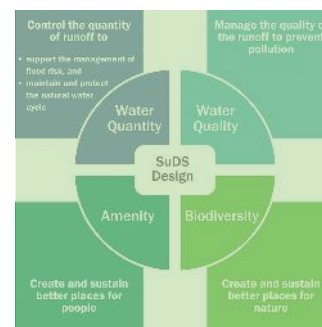 Control the quantity
of runoff to
• support the management of
flood risk, and
• maintain and protect
the natural water
cycle
Manage the quality of
the runoff to prevent
pollution
Water
Quantity
Water
Quality
SuDS
Design
Amenity
Biodiversity
Create and sustain
better places for
people
Create and sustain
better places for
nature